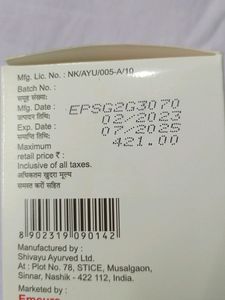 Mfg. Lic. No. : NK/AYU/005-A/10
Batch No. :
समूह संख्या: EPSG2G3070
Mfg. Date :
उत्पादन तिथि: 02/2023
Exp. Date :
समाप्ति तिथि: 07/2025
Maximum 421.00
retail price ₹ :
Inclusive of all taxes.
अधिकतम खुदरा मूल्य
समस्त करों सहित
8 902319 090142
Manufactured by :
Shivayu Ayurved Ltd.
At : Plot No. 78, STICE, Musalgaon,
Sinnar, Nashik - 422 112, India.
Marketed by :